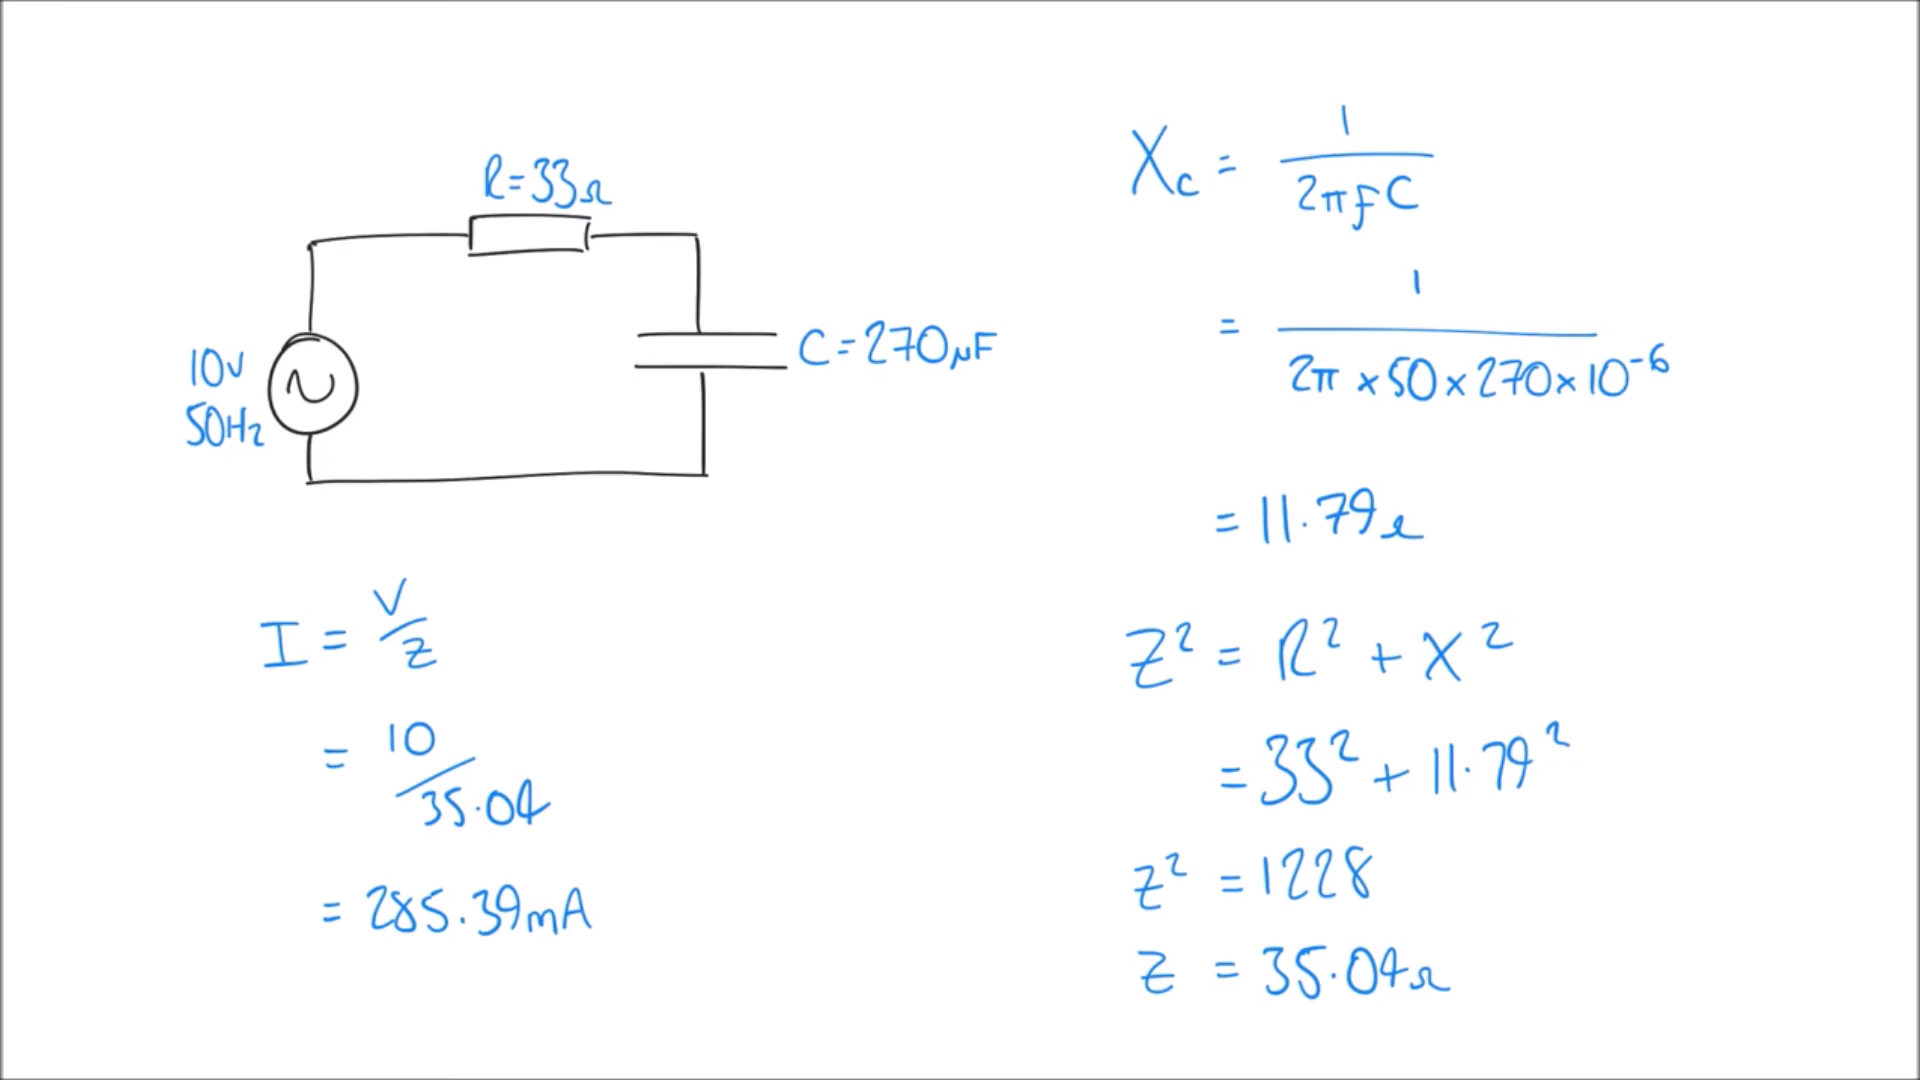 R=33Ω
10V
50Hz
C=270μF
I = V/Z
= 10/35.04
= 285.39mA
Xc = 1/2πfC
= 1/2π×50×270×10⁻⁶
= 11.79Ω
Z² = R² + X²
= 33² + 11.79²
Z² = 1228
Z = 35.04Ω